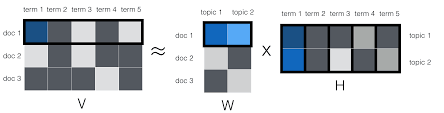 term 1 term 2 term 3 term 4 term 5
doc 1
doc 2
doc 3
V
≈
topic 1 topic 2
doc 1
doc 2
doc 3
W
x
term 1 term 2 term 3 term 4 term 5
topic 1
topic 2
H